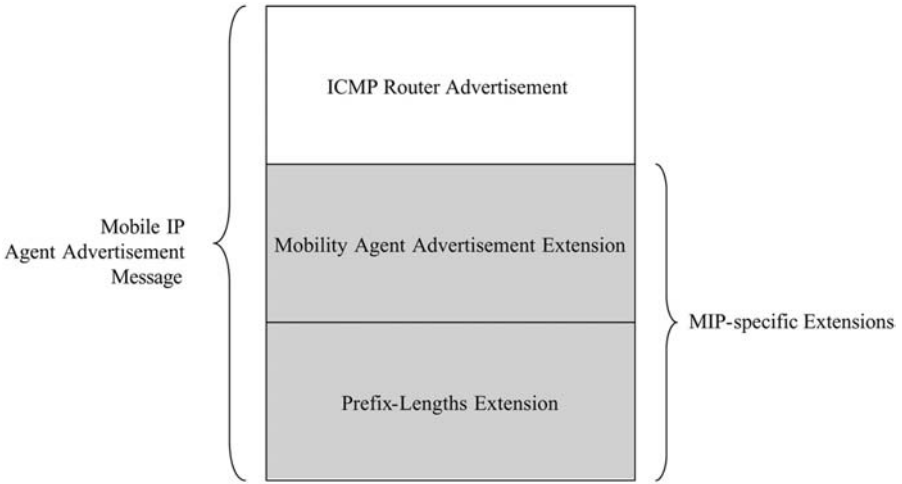 ICMP Router Advertisement
Mobile IP
Agent Advertisement
Message
Mobility Agent Advertisement Extension
MIP-specific Extensions
Prefix-Lengths Extension